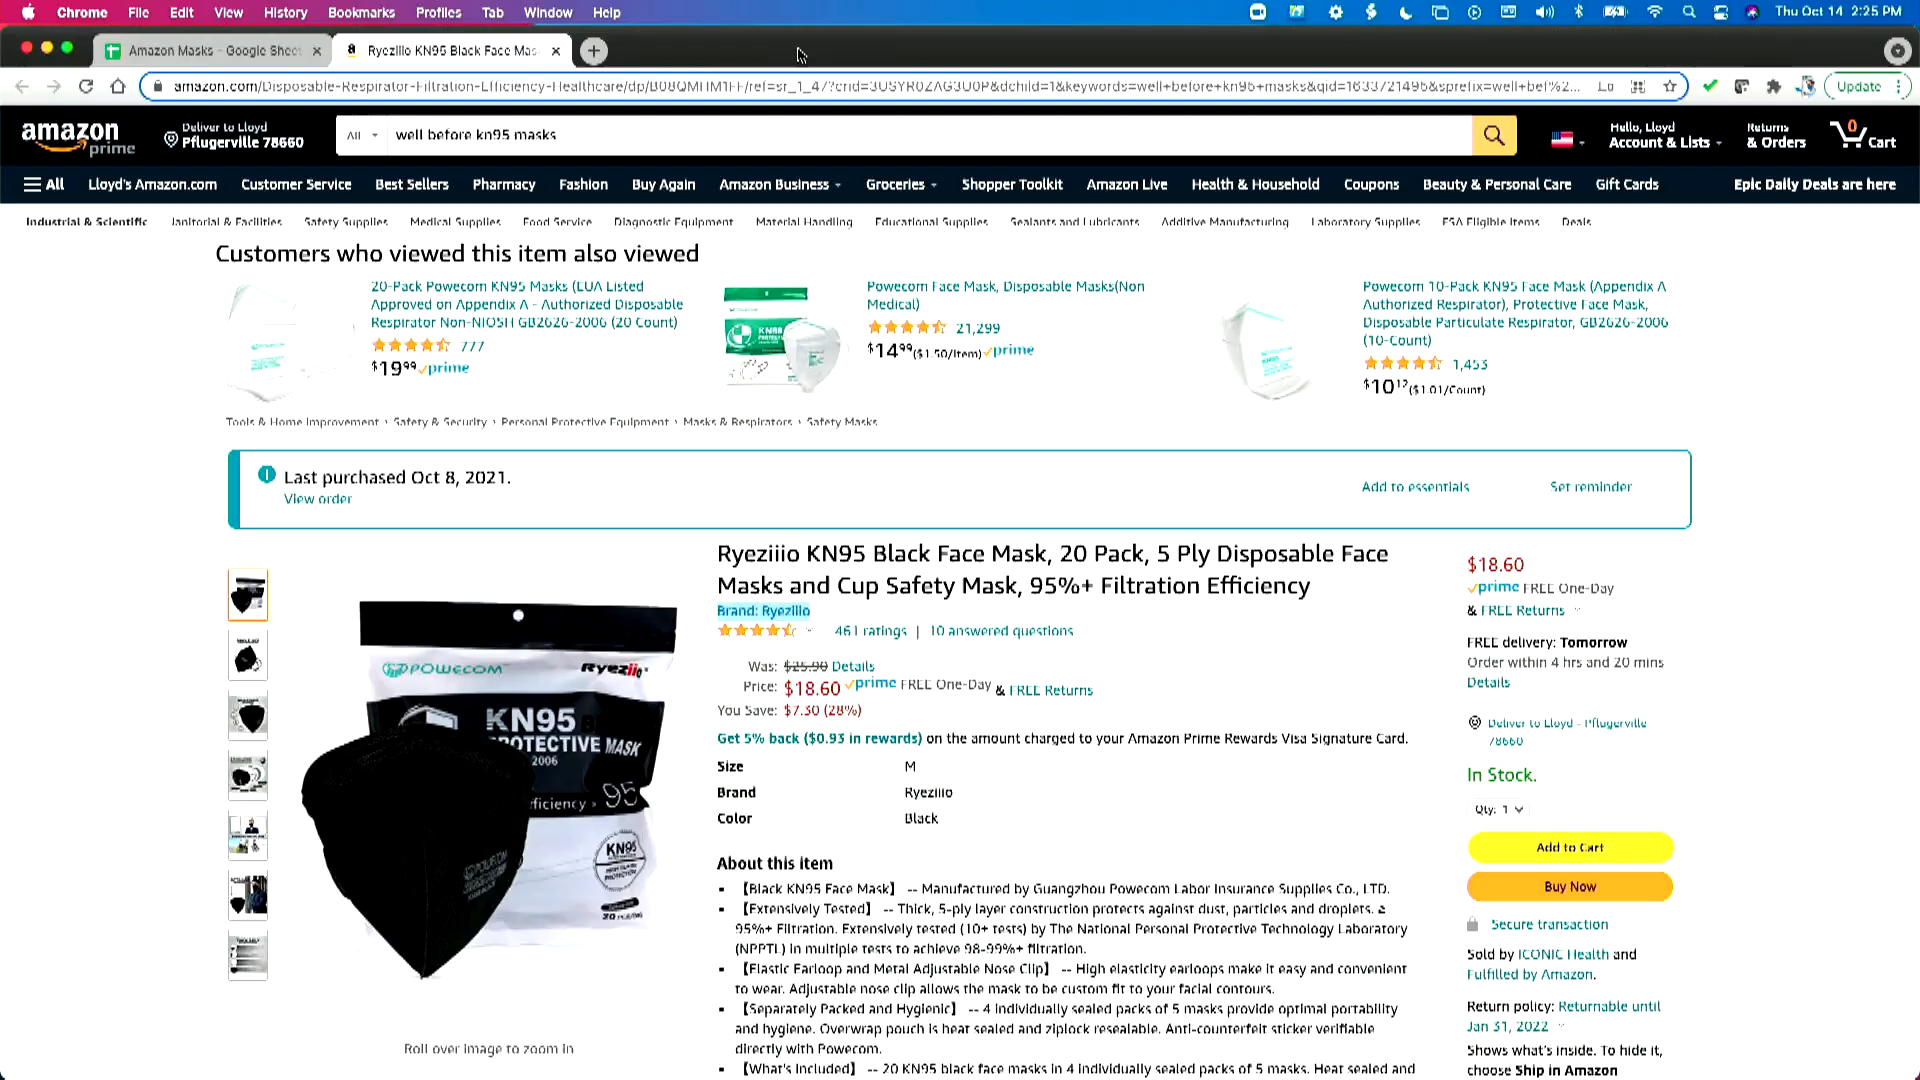 Chrome File Edit View History Bookmarks Profiles Tab Window Help Thu Oct 14 2:25 PM
Amazon Masks - Google Sheet Ryeziiio KN95 Black Face Mas
Update
amazon prime
Deliver to Lloyd
Pflugerville 78660
All well before kn95 masks
Hello, Lloyd
Account & Lists
Returns
& Orders
0 Cart
All Lloyd's Amazon.com Customer Service Best Sellers Pharmacy Fashion Buy Again Amazon Business Groceries Shopper Toolkit Amazon Live Health & Household Coupons Beauty & Personal Care Gift Cards Epic Daily Deals are here
Industrial & Scientific Janitorial & Facilities Safety Supplies Medical Supplies Food Service Diagnostic Equipment Material Handling Educational Supplies Sealants and Lubricants Additive Manufacturing Laboratory Supplies FSA Eligible Items Deals
Customers who viewed this item also viewed
20-Pack Powecom KN95 Masks (EUA Listed
Approved on Appendix A - Authorized Disposable
Respirator Non-NIOSH GB2626-2006 (20 Count)
777
$19.99 prime
Powecom Face Mask, Disposable Masks(Non
Medical)
21,299
$14.99 ($1.50/Item) prime
Powecom 10-Pack KN95 Face Mask (Appendix A
Authorized Respirator), Protective Face Mask,
Disposable Particulate Respirator, GB2626-2006
(10-Count)
1,453
$10.12 ($1.01/Count)
Tools & Home Improvement › Safety & Security › Personal Protective Equipment › Masks & Respirators › Safety Masks
Last purchased Oct 8, 2021.
View order
Add to essentials Set reminder
POWECOM Ryeziio
KN95
PROTECTIVE MASK
2006
fficiency > 95
KN95
POWECOM
Roll over image to zoom in
Ryeziiio KN95 Black Face Mask, 20 Pack, 5 Ply Disposable Face
Masks and Cup Safety Mask, 95%+ Filtration Efficiency
Brand: Ryeziiio
461 ratings | 10 answered questions
Was: $25.90 Details
Price: $18.60 prime FREE One-Day & FREE Returns
You Save: $7.30 (28%)
Get 5% back ($0.93 in rewards) on the amount charged to your Amazon Prime Rewards Visa Signature Card.
Size M
Brand Ryeziiio
Color Black
About this item
【Black KN95 Face Mask】 -- Manufactured by Guangzhou Powecom Labor Insurance Supplies Co., LTD.
【Extensively Tested】 -- Thick, 5-ply layer construction protects against dust, particles and droplets. ≥
95%+ Filtration. Extensively tested (10+ tests) by The National Personal Protective Technology Laboratory
(NPPTL) in multiple tests to achieve 98-99%+ filtration.
【Elastic Earloop and Metal Adjustable Nose Clip】 -- High elasticity earloops make it easy and convenient
to wear. Adjustable nose clip allows the mask to be custom fit to your facial contours.
【Separately Packed and Hygienic】 -- 4 individually sealed packs of 5 masks provide optimal portability
and hygiene. Overwrap pouch is heat sealed and ziplock resealable. Anti-counterfeit sticker verifiable
directly with Powecom.
【What's Included】 -- 20 KN95 black face masks in 4 individually sealed packs of 5 masks. Heat sealed and
$18.60
prime FREE One-Day
& FREE Returns
FREE delivery: Tomorrow
Order within 4 hrs and 20 mins
Details
Deliver to Lloyd - Pflugerville
78660
In Stock.
Qty: 1
Add to Cart
Buy Now
Secure transaction
Sold by ICONIC Health and
Fulfilled by Amazon.
Return policy: Returnable until
Jan 31, 2022
Shows what's inside. To hide it,
choose Ship in Amazon